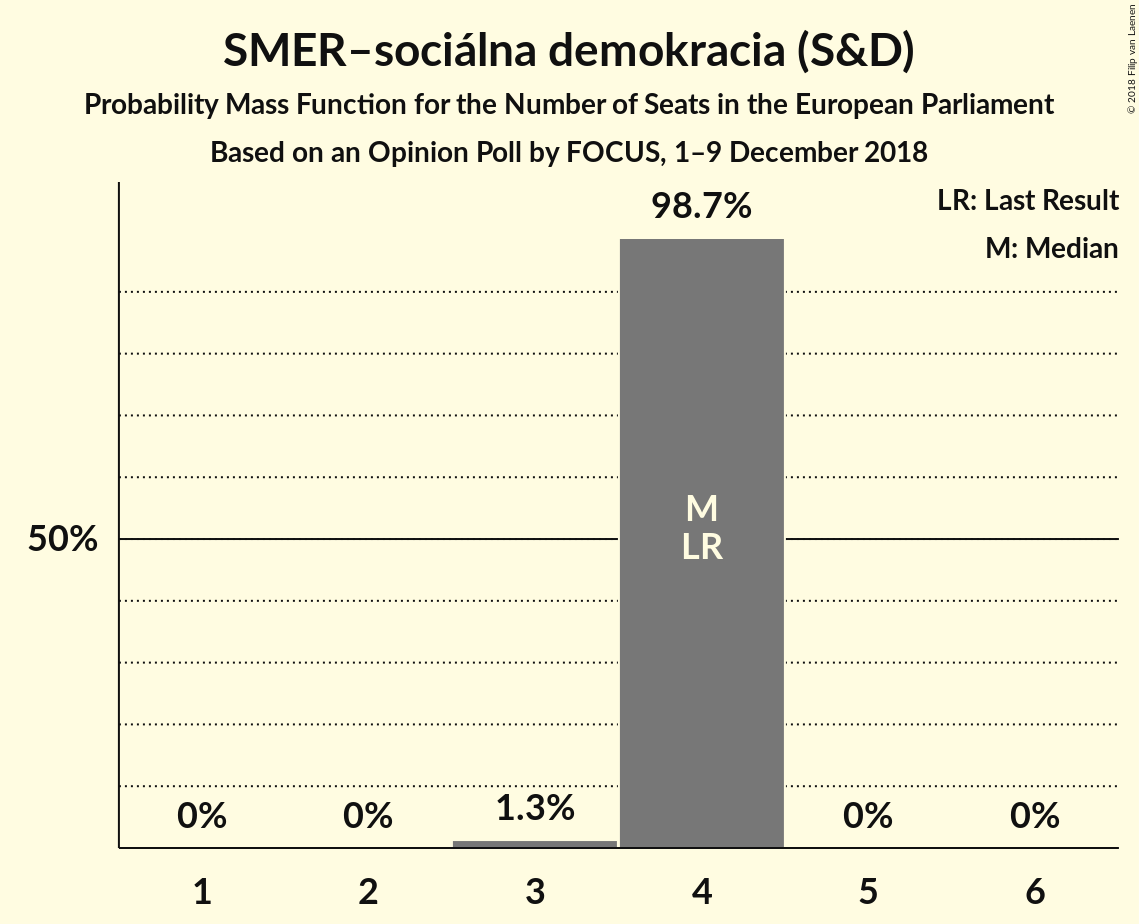 SMER–sociálna demokracia (S&D)
Probability Mass Function for the Number of Seats in the European Parliament
Based on an Opinion Poll by FOCUS, 1–9 December 2018
© 2018 Filip van Laenen
LR: Last Result
M: Median
98.7%
M
LR
50%
0%
0%
1.3%
0%
0%
1
2
3
4
5
6